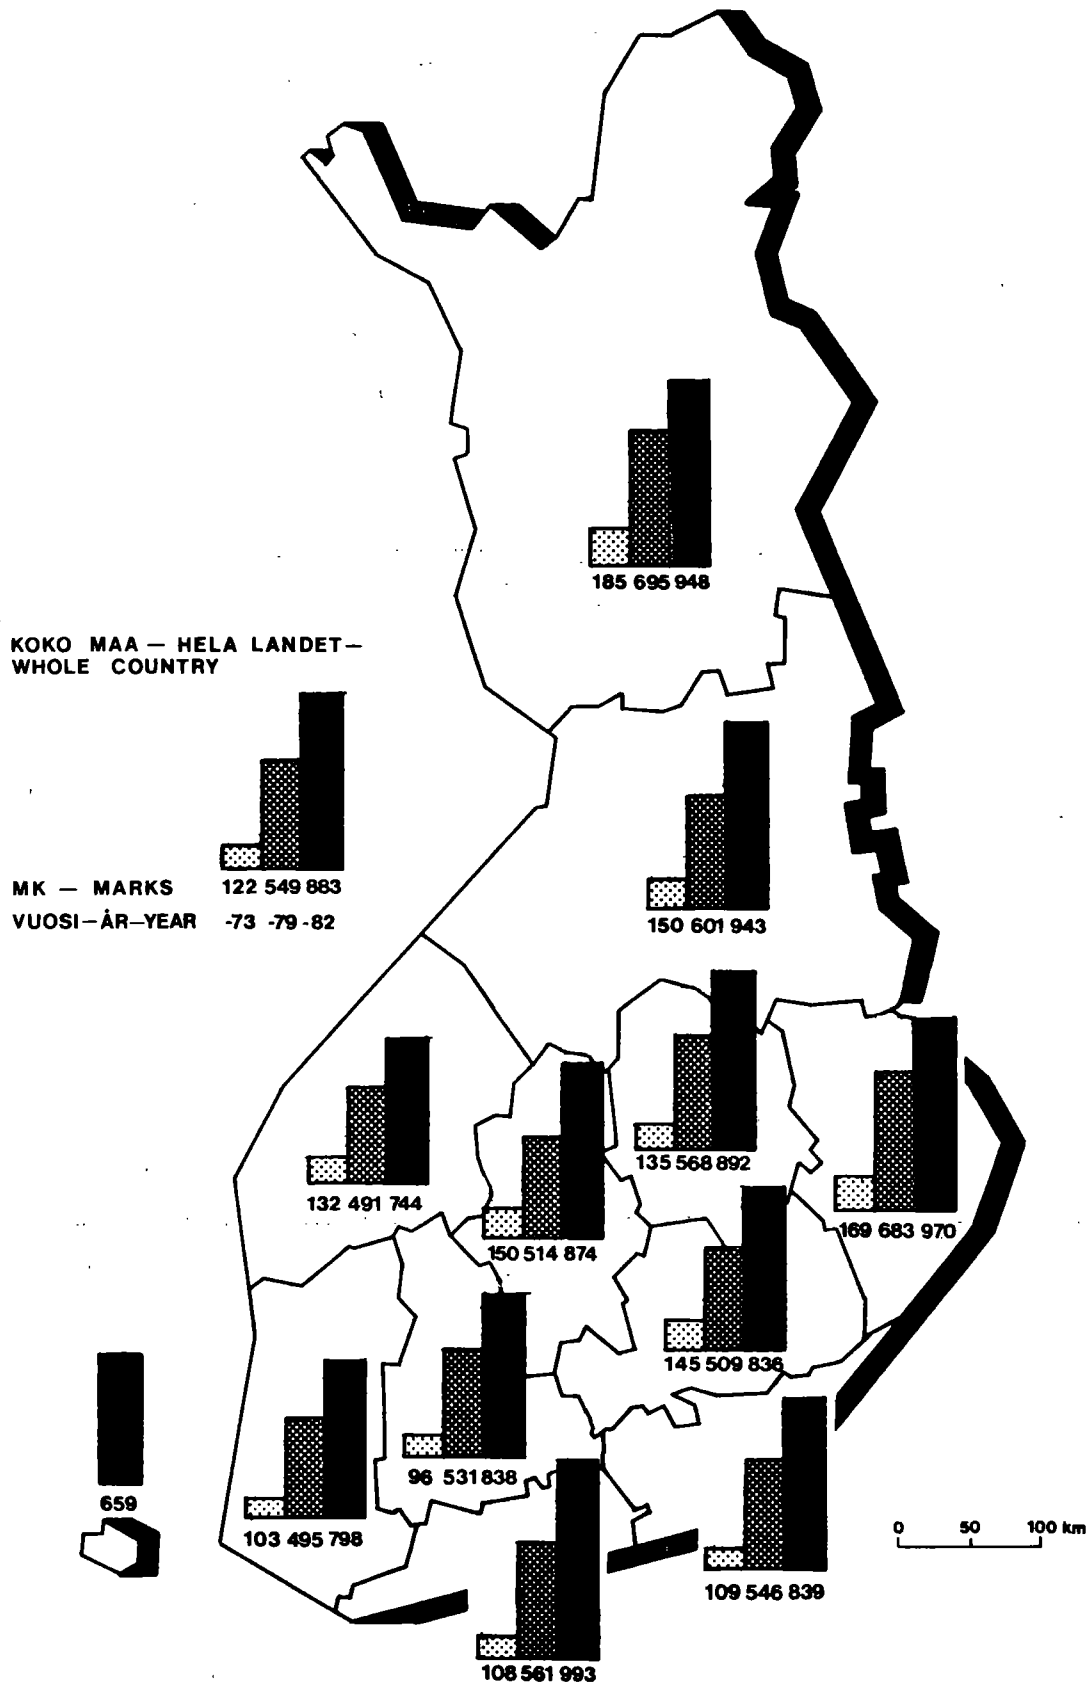 185 695 948
KOKO MAA — HELA LANDET—
WHOLE COUNTRY
MK — MARKS 122 549 883
VUOSI—ÅR—YEAR -73 -79 -82
150 601 943
135 568 892
132 491 744
169 683 970
150 514 874
145 509 836
96 531 838
659
103 495 798
0 50 100 km
109 546 839
108 561 993